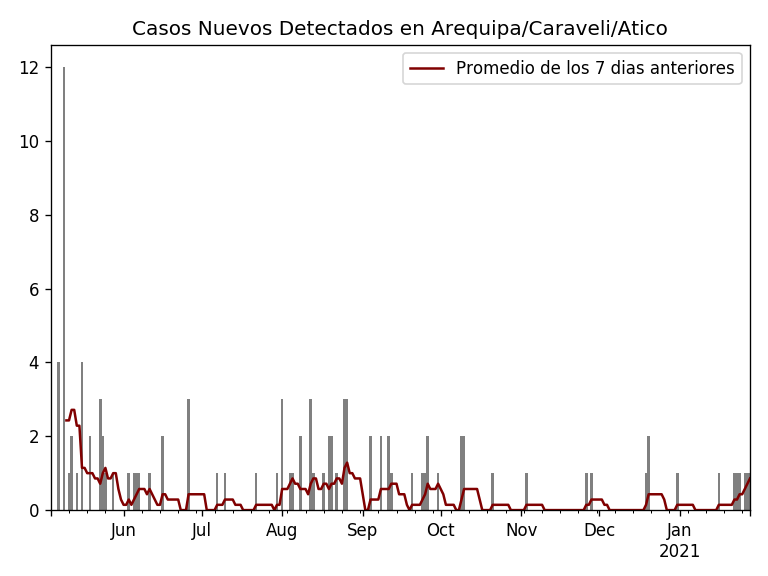 Casos Nuevos Detectados en Arequipa/Caraveli/Atico
Promedio de los 7 dias anteriores
12
10
8
6
4
2
0
Jun Jul Aug Sep Oct Nov Dec Jan
2021